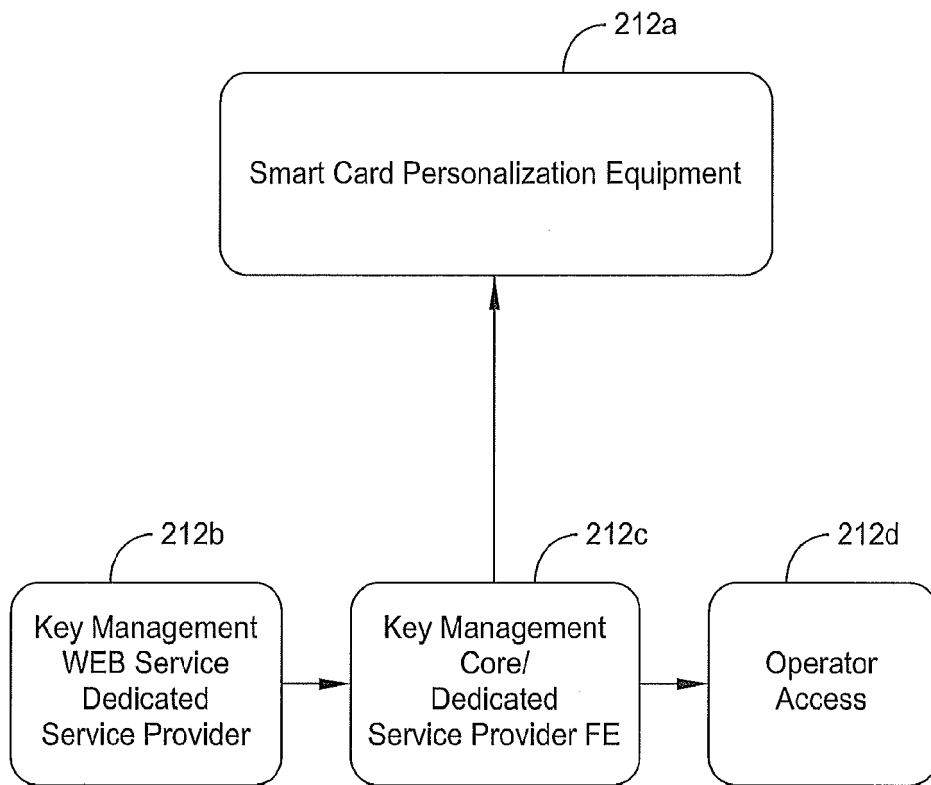 212a
Smart Card Personalization Equipment
212b
212c
212d
Key Management
WEB Service
Dedicated
Service Provider
Key Management
Core/
Dedicated
Service Provider FE
Operator
Access